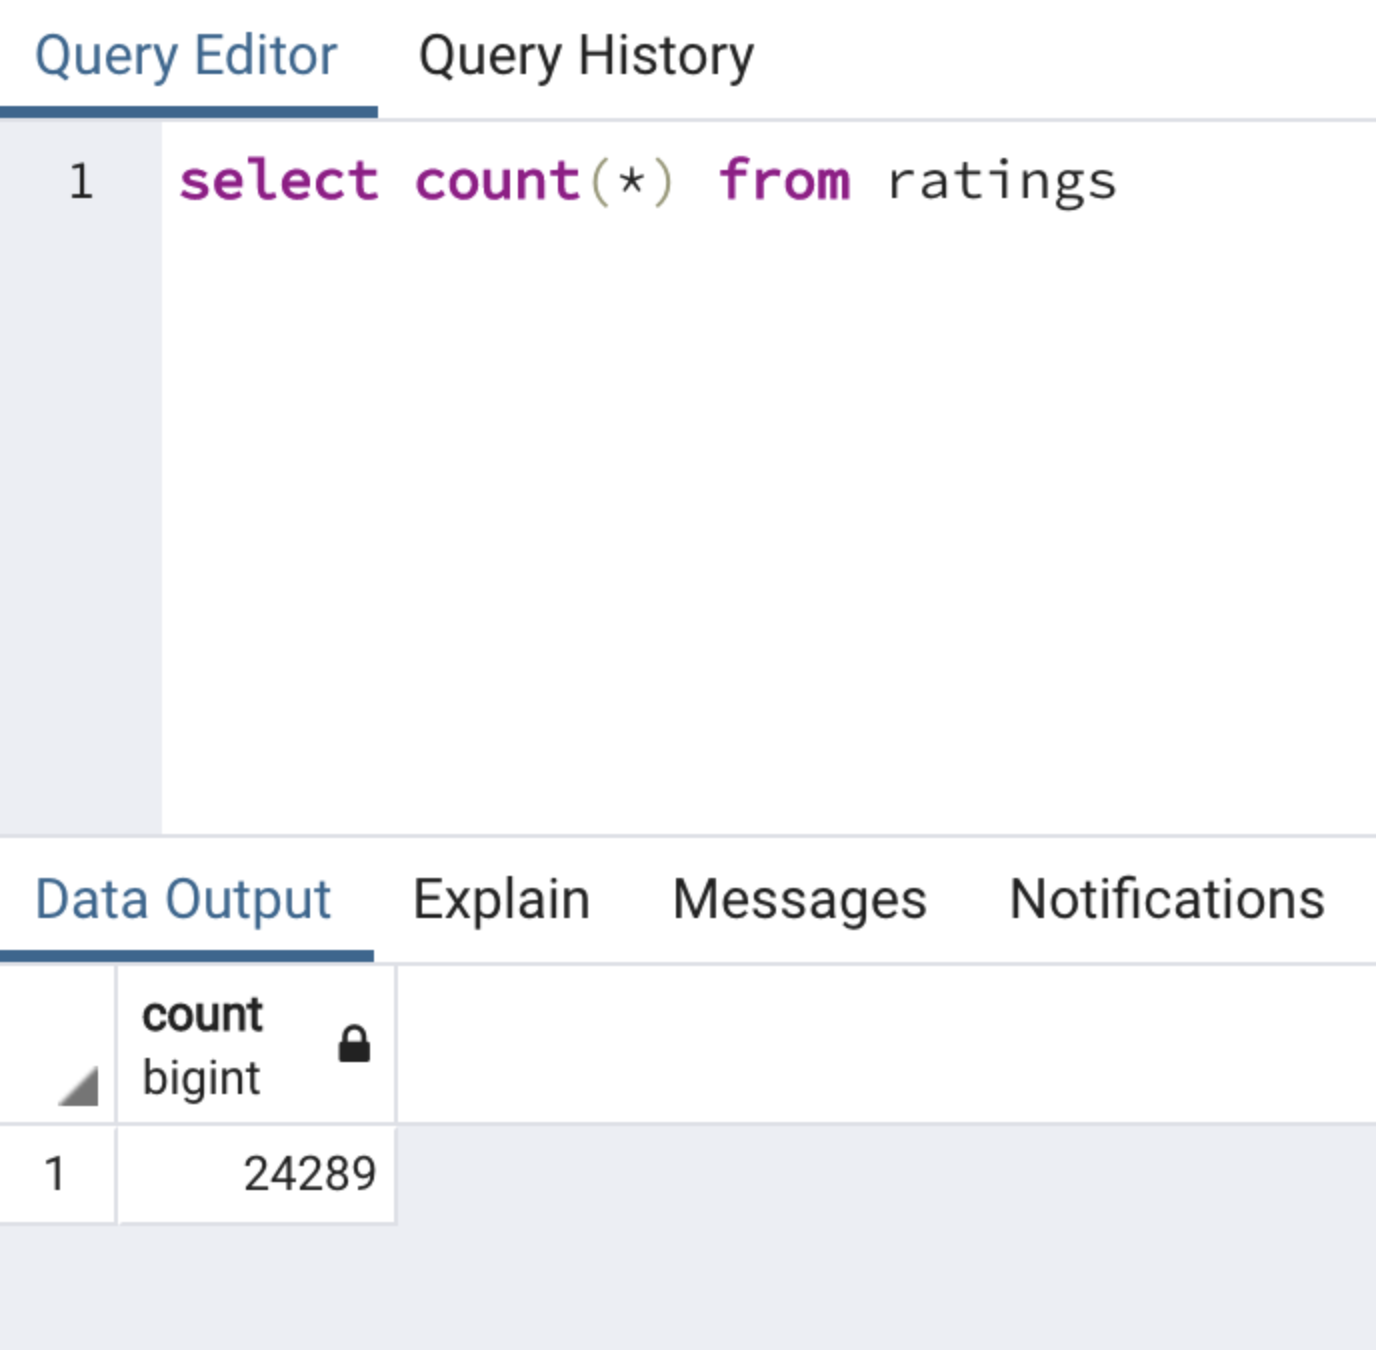 Query Editor Query History
1 select count(*) from ratings
Data Output Explain Messages Notifications
count
bigint
1 24289